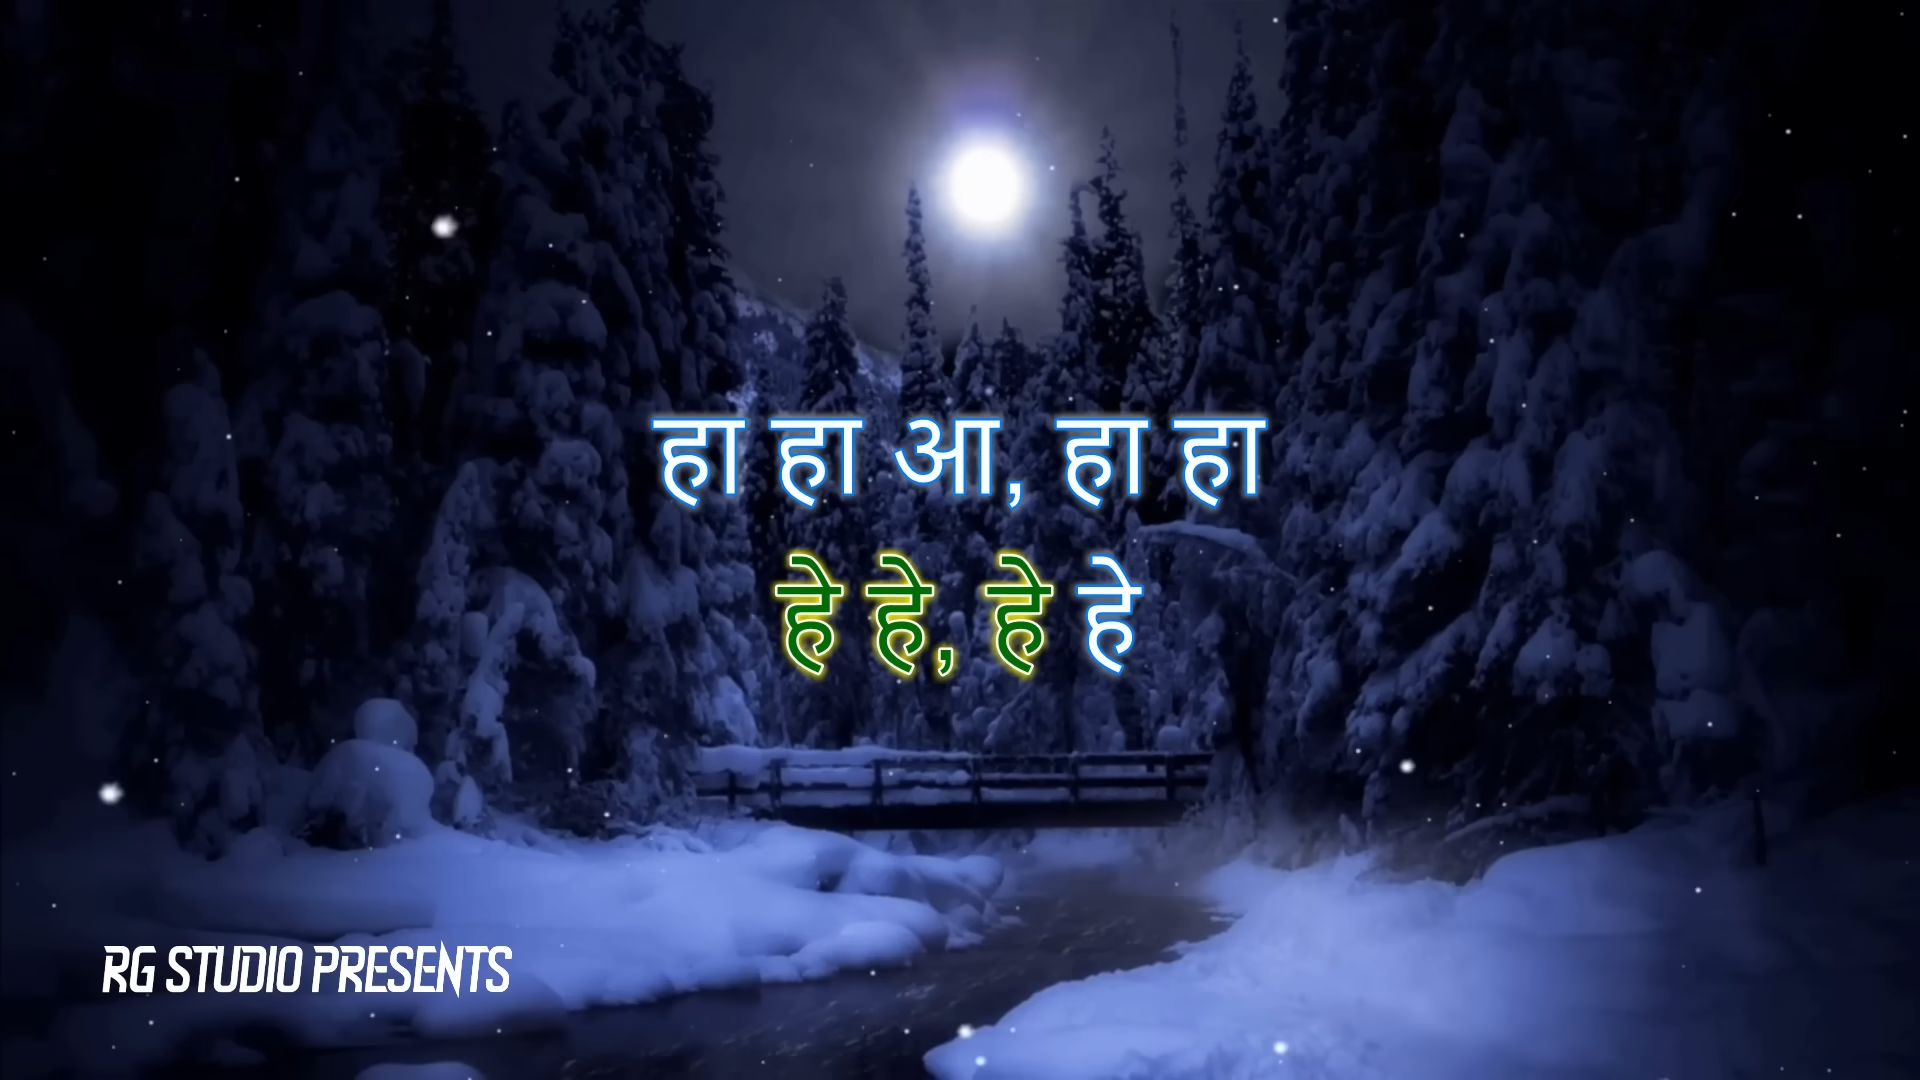 हा हा आ, हा हा
हे हे, हे हे
RG STUDIO PRESENTS